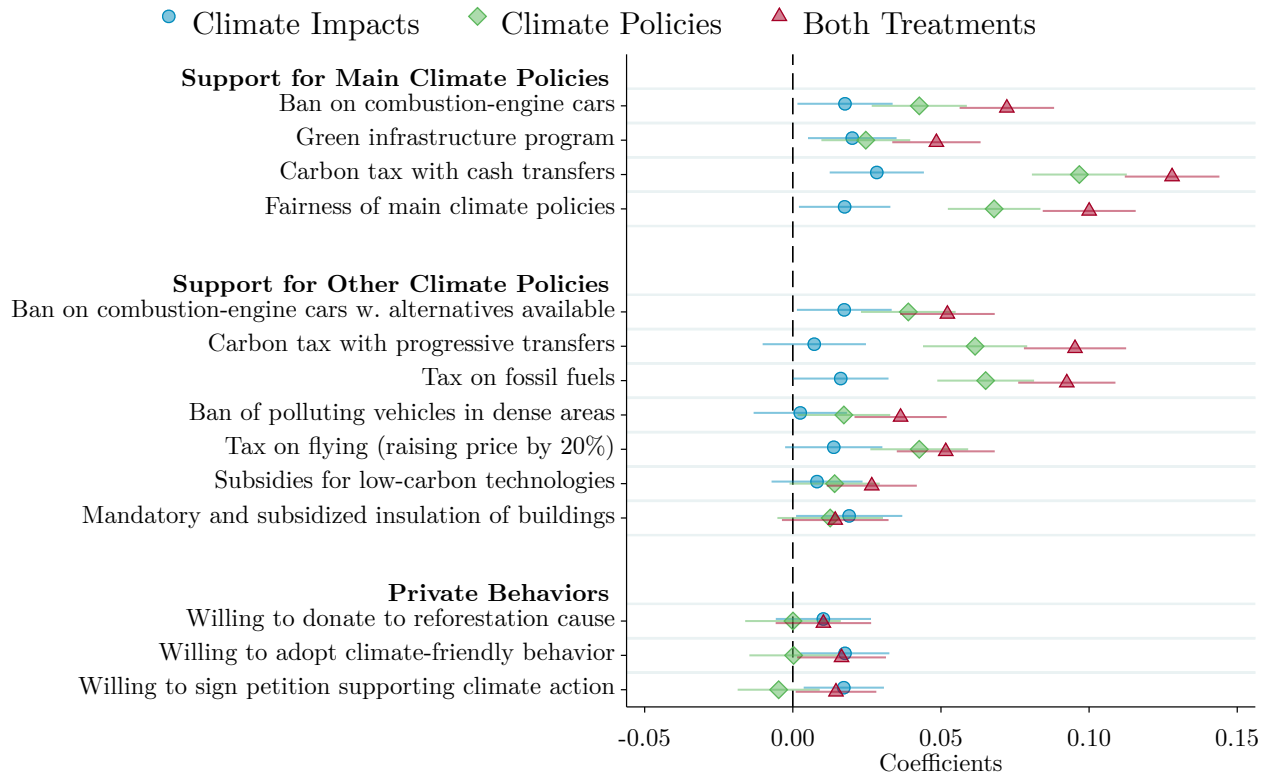 Climate Impacts Climate Policies Both Treatments
Support for Main Climate Policies
Ban on combustion-engine cars
Green infrastructure program
Carbon tax with cash transfers
Fairness of main climate policies
Support for Other Climate Policies
Ban on combustion-engine cars w. alternatives available
Carbon tax with progressive transfers
Tax on fossil fuels
Ban of polluting vehicles in dense areas
Tax on flying (raising price by 20%)
Subsidies for low-carbon technologies
Mandatory and subsidized insulation of buildings
Private Behaviors
Willing to donate to reforestation cause
Willing to adopt climate-friendly behavior
Willing to sign petition supporting climate action
-0.05 0.00 0.05 0.10 0.15
Coefficients